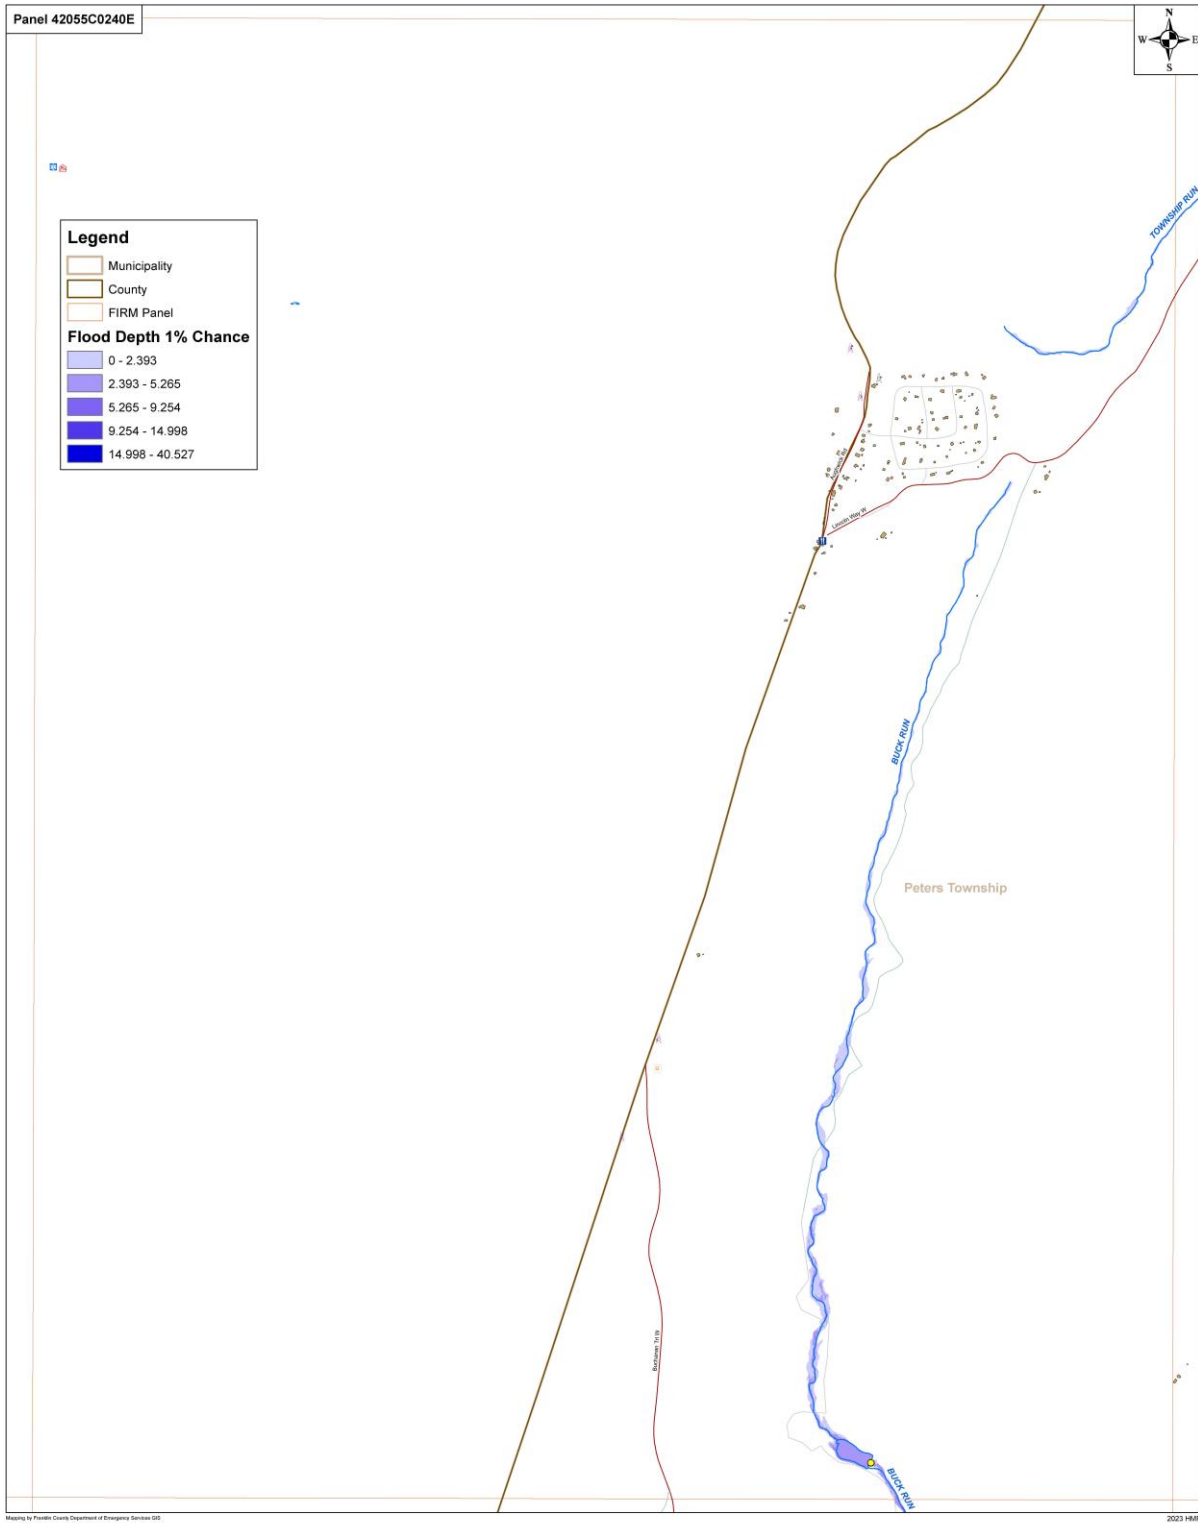 Panel 42055C0240E
N
W E
S
TOWNSHIP RUN
Legend
Municipality
County
FIRM Panel
Flood Depth 1% Chance
0 - 2.393
2.393 - 5.265
5.265 - 9.254
9.254 - 14.998
14.998 - 40.527
Lincoln Way W
BUCK RUN
Peters Township
Buchanan Trl W
BUCK RUN
Mapping by Franklin County Department of Emergency Services GIS